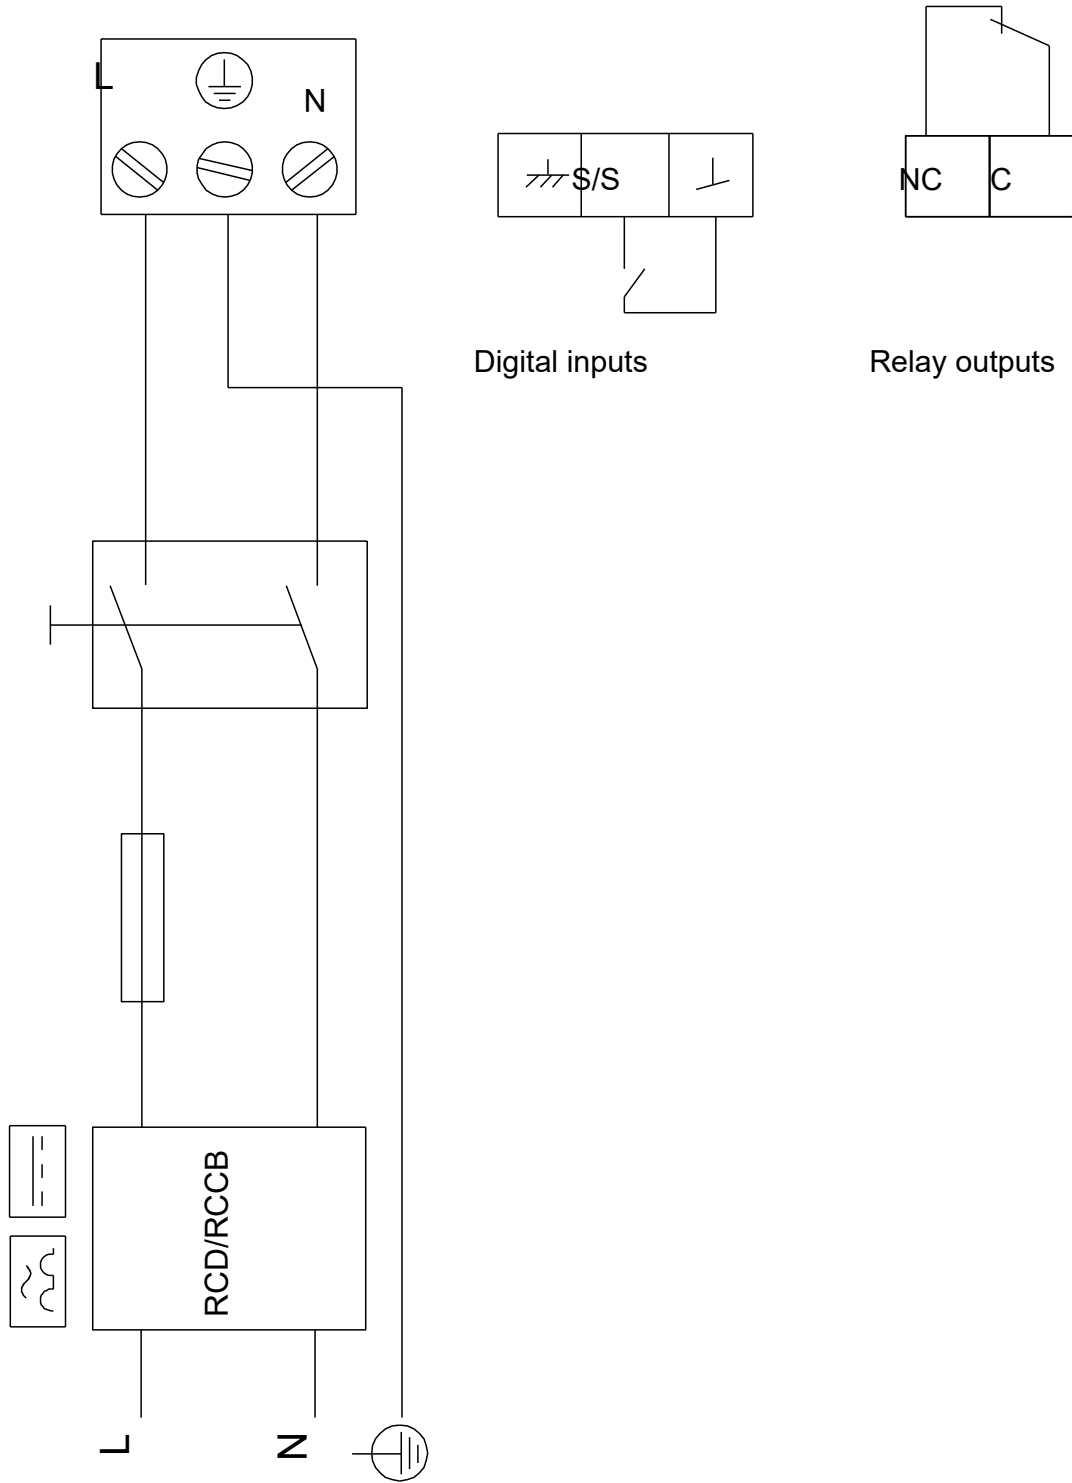 L
N
S/S
NC
C
Digital inputs
Relay outputs
RCD/RCCB
L
N